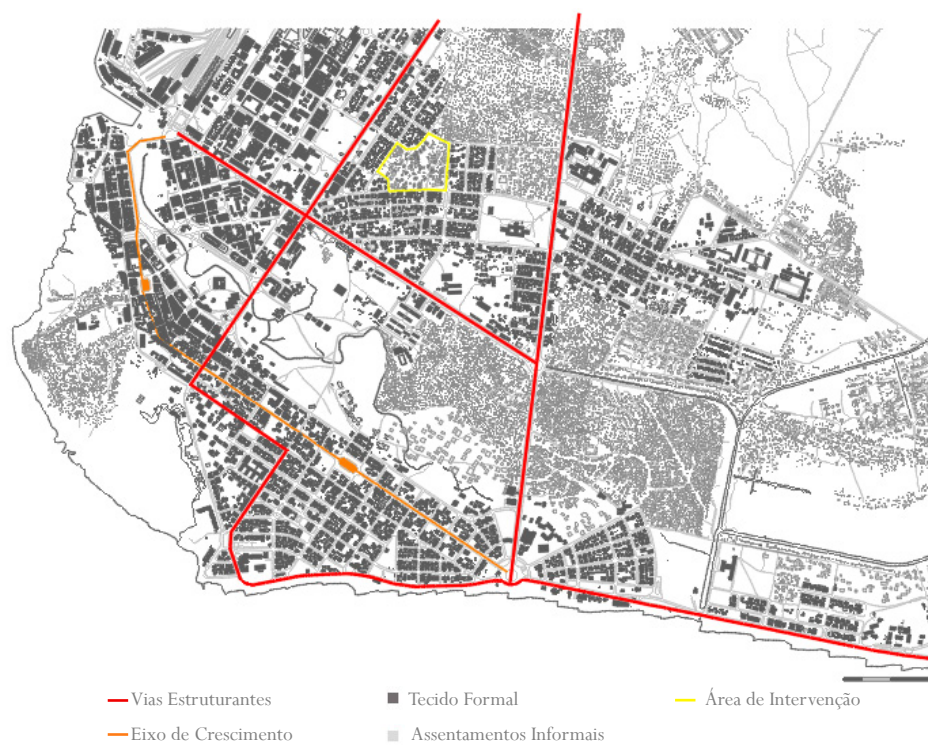 Vias Estruturantes
Tecido Formal
Área de Intervenção
Eixo de Crescimento
Assentamentos Informais